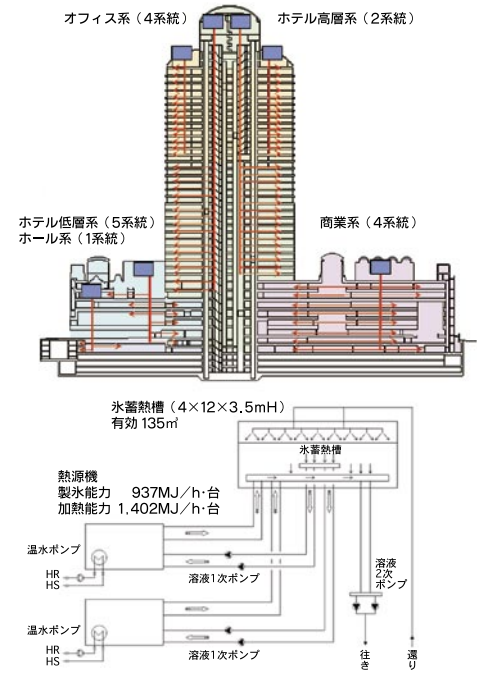 オフィス系（4系統）
ホテル高層系（2系統）
ホテル低層系（5系統）
ホール系（1系統）
商業系（4系統）
氷蓄熱槽（4×12×3.5mH）
有効135㎥
氷蓄熱槽
熱源機
製氷能力 937MJ／h･台
加熱能力 1,402MJ／h･台
温水ポンプ
HR
HS
溶液1次ポンプ
溶液
2次
ポンプ
温水ポンプ
HR
HS
溶液1次ポンプ
往き
還り